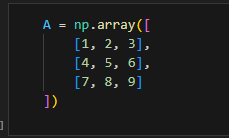 A = np.array([
    [1, 2, 3],
    [4, 5, 6],
    [7, 8, 9]
])
]